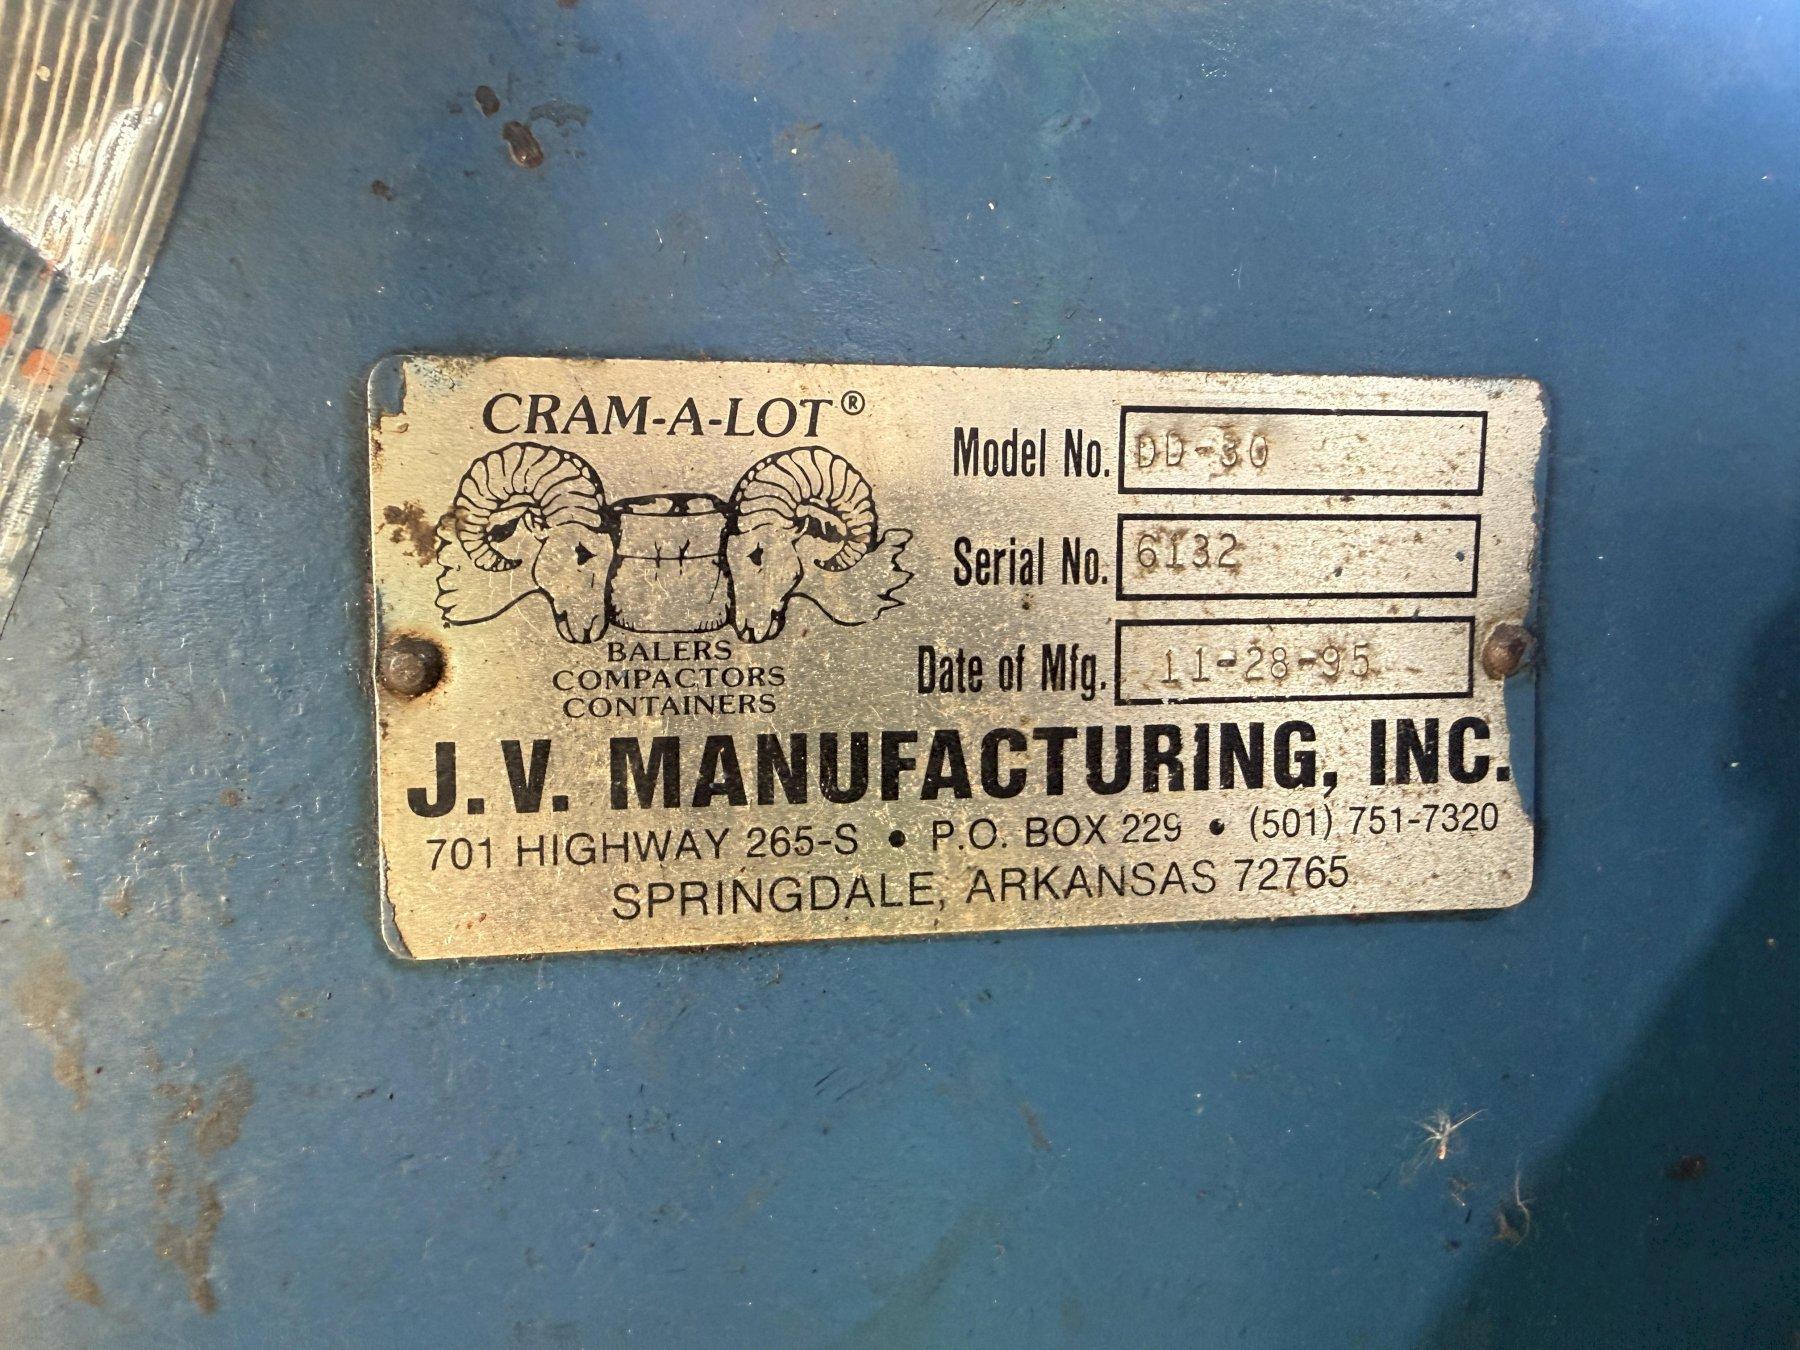 CRAM-A-LOT®
BALERS
COMPACTORS
CONTAINERS
Model No. DD-30
Serial No. 6132
Date of Mfg. 11-28-95
J.V. MANUFACTURING, INC.
701 HIGHWAY 265-S • P.O. BOX 229 • (501) 751-7320
SPRINGDALE, ARKANSAS 72765